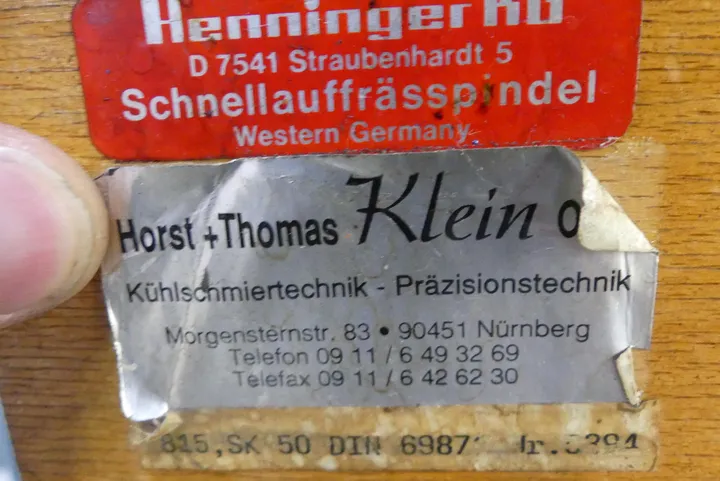 Henninger KG
D 7541 Straubenhardt 5
Schnellauffrässpindel
Western Germany
Horst + Thomas Klein
Kühlschmiertechnik - Präzisionstechnik
Morgensternstr. 83 • 90451 Nürnberg
Telefon 09 11 / 6 49 32 69
Telefax 09 11 / 6 42 62 30
815,SK 50 DIN 6987